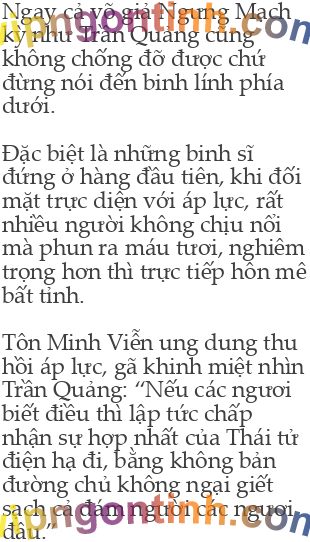 Ngay cả võ giả Ngưng Mạch
kỳ như Trần Quảng cũng
không chống đỡ được chứ
đừng nói đến binh lính phía
dưới.
Đặc biệt là những binh sĩ
đứng ở hàng đầu tiên, khi đối
mặt trực diện với áp lực, rất
nhiều người không chịu nổi
mà phun ra máu tươi, nghiêm
trọng hơn thì trực tiếp hôn mê
bất tỉnh.
Tôn Minh Viễn ung dung thu
hồi áp lực, gã khinh miệt nhìn
Trần Quảng: “Nếu các ngươi
biết điều thì lập tức chấp
nhận sự hợp nhất của Thái tử
điện hạ đi, bằng không bản
đường chủ không ngại giết
sạch cả đám người các ngươi
đâu.”